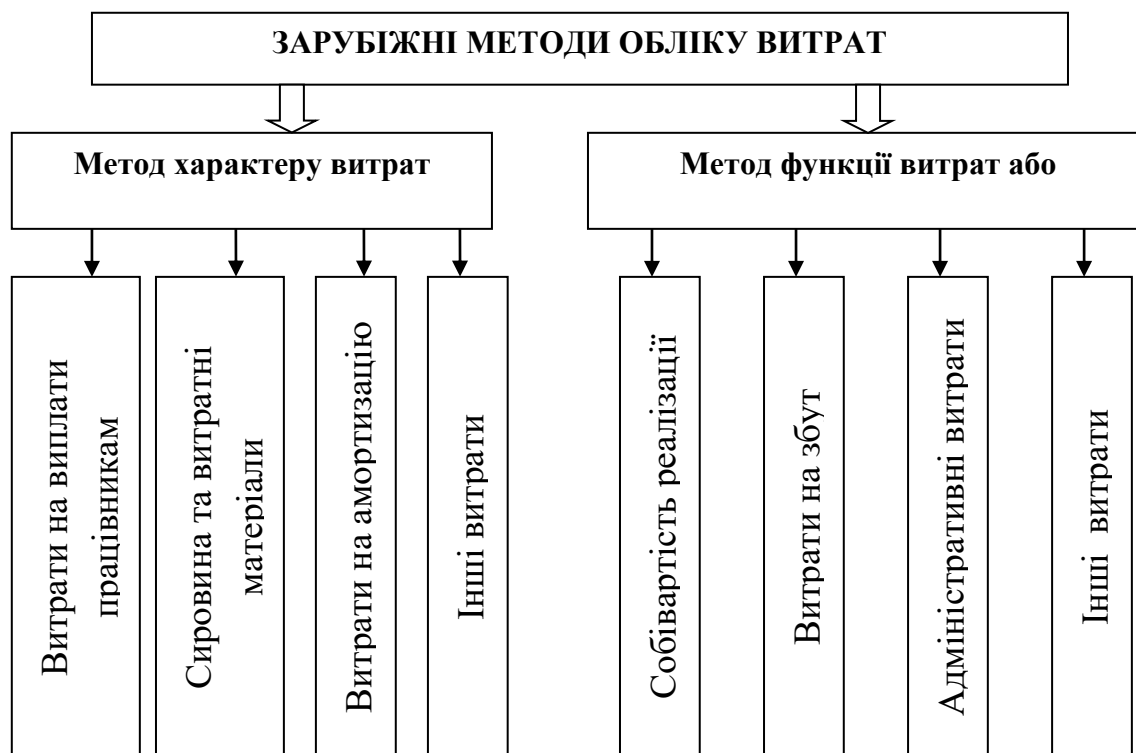 ЗАРУБІЖНІ МЕТОДИ ОБЛІКУ ВИТРАТ
Метод характеру витрат
Метод функції витрат або
Витрати на виплати
працівникам
Сировина та витратні
матеріали
Витрати на амортизацію
Інші витрати
Собівартість реалізації
Витрати на збут
Адміністративні витрати
Інші витрати